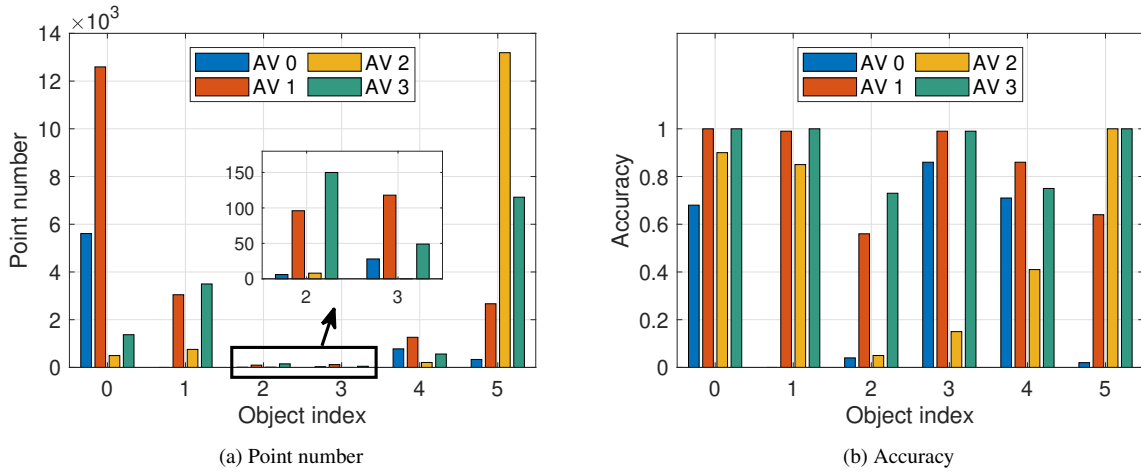 ×10³
14
12
10
8
6
4
2
0
Point number
AV 0
AV 2
AV 1
AV 3
150
100
50
0
2
3
0
1
2
3
4
5
Object index
(a) Point number
1
0.8
0.6
0.4
0.2
0
Accuracy
AV 0
AV 2
AV 1
AV 3
0
1
2
3
4
5
Object index
(b) Accuracy